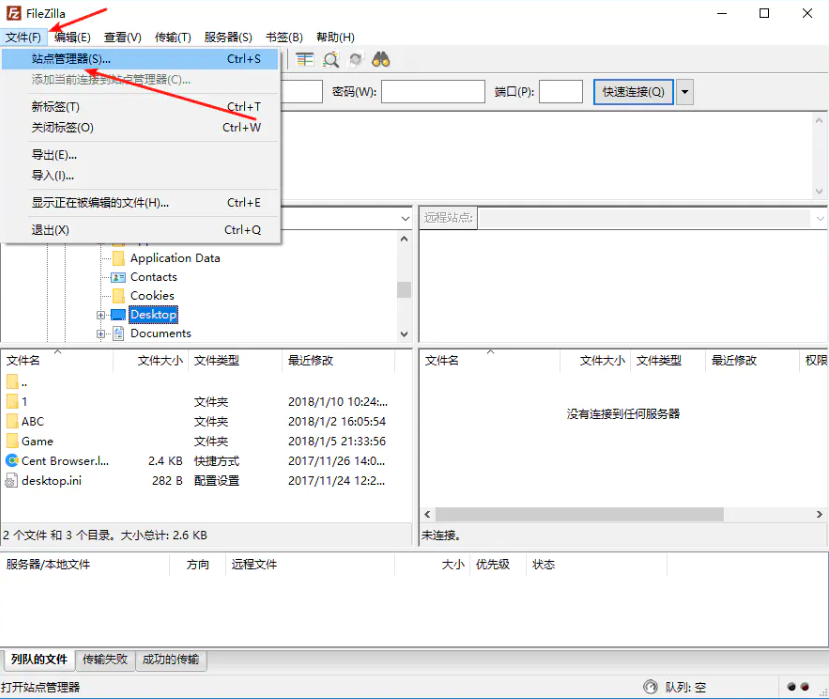 FileZilla
文件(F) 编辑(E) 查看(V) 传输(T) 服务器(S) 书签(B) 帮助(H)
站点管理器(S)... Ctrl+S
添加当前连接到站点管理器(C)...
密码(W): 端口(P): 快速连接(Q)
新标签(T) Ctrl+T
关闭标签(O) Ctrl+W
导出(E)...
导入(I)...
显示正在被编辑的文件(H)... Ctrl+E
远程站点:
退出(X) Ctrl+Q
Application Data
Contacts
Cookies
Desktop
Documents
文件名 文件大小 文件类型 最近修改 文件名 文件大小 文件类型 最近修改 权限
..
1 文件夹 2018/1/10 10:24:...
没有连接到任何服务器
ABC 文件夹 2018/1/2 16:05:54
Game 文件夹 2018/1/5 21:33:56
Cent Browser.l... 2.4 KB 快捷方式 2017/11/26 14:0...
desktop.ini 282 B 配置设置 2017/11/24 12:2...
2 个文件 和 3 个目录。大小总计: 2.6 KB 未连接。
服务器/本地文件 方向 远程文件 大小 优先级 状态
列队的文件 传输失败 成功的传输
打开站点管理器 队列: 空